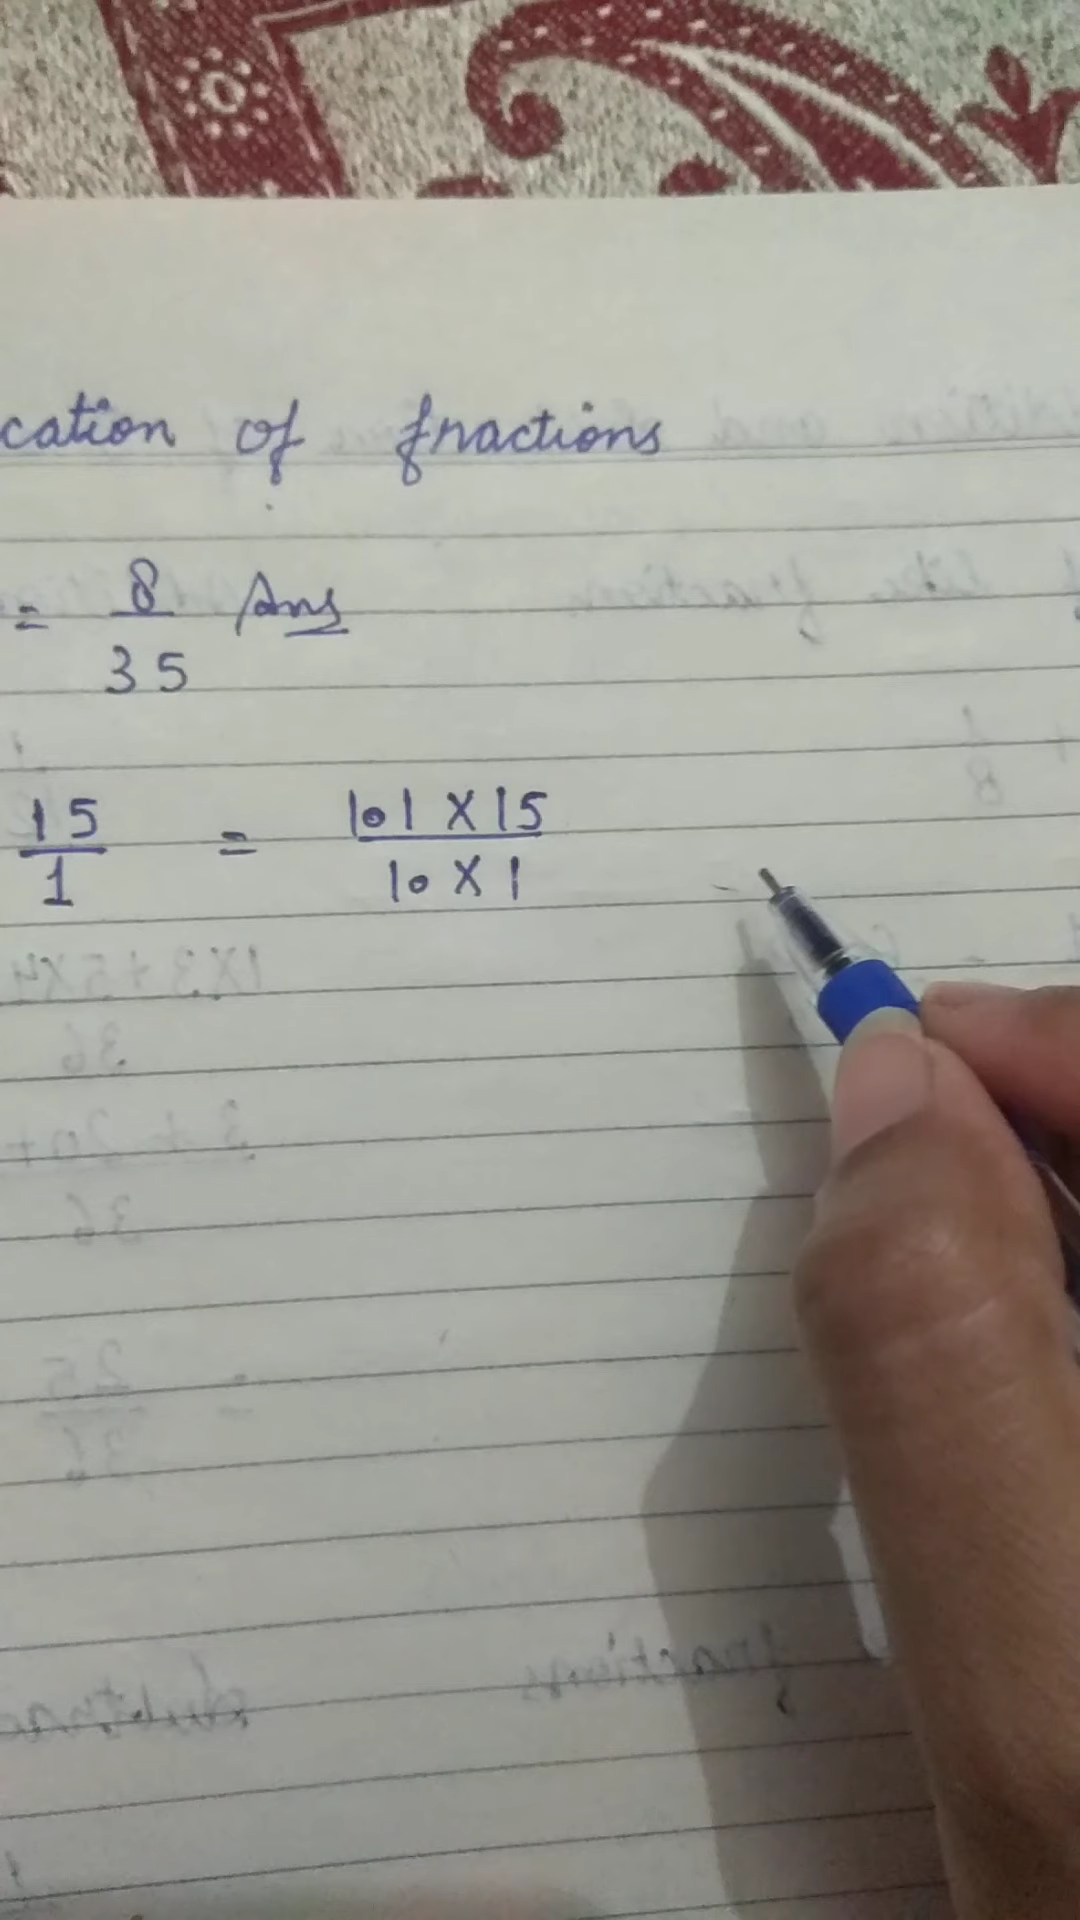 cation of fractions
= 8/35 Ans
15/1 = 101 X 15 / 10 X 1